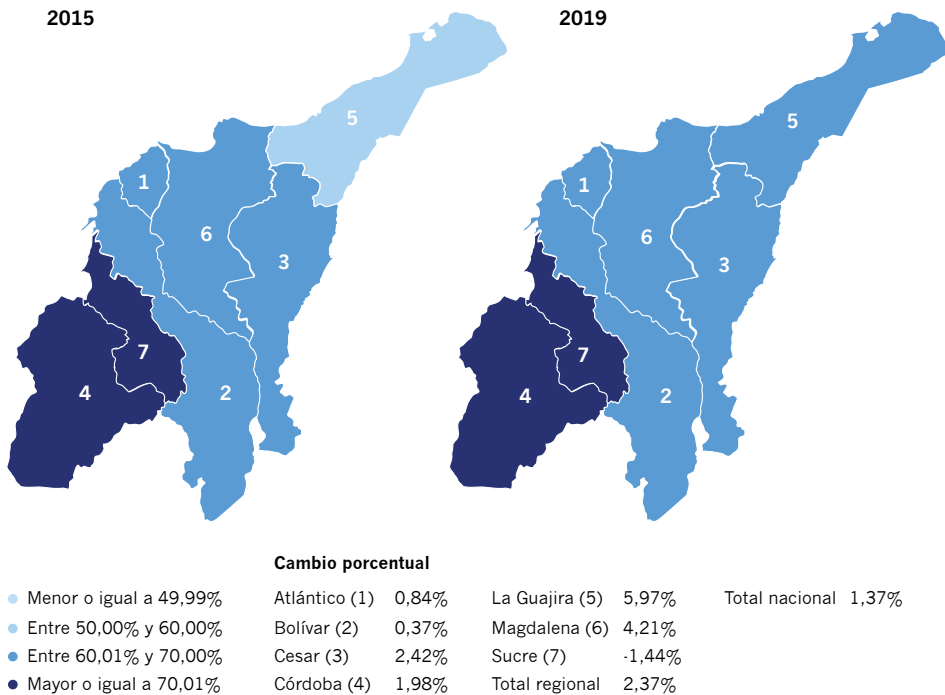 2015
2019
5
1
6
3
7
4
2
5
1
6
3
7
4
2
Cambio porcentual
Menor o igual a 49,99%
Entre 50,00% y 60,00%
Entre 60,01% y 70,00%
Mayor o igual a 70,01%
Atlántico (1) 0,84%
Bolívar (2) 0,37%
Cesar (3) 2,42%
Córdoba (4) 1,98%
La Guajira (5) 5,97%
Magdalena (6) 4,21%
Sucre (7) -1,44%
Total regional 2,37%
Total nacional 1,37%